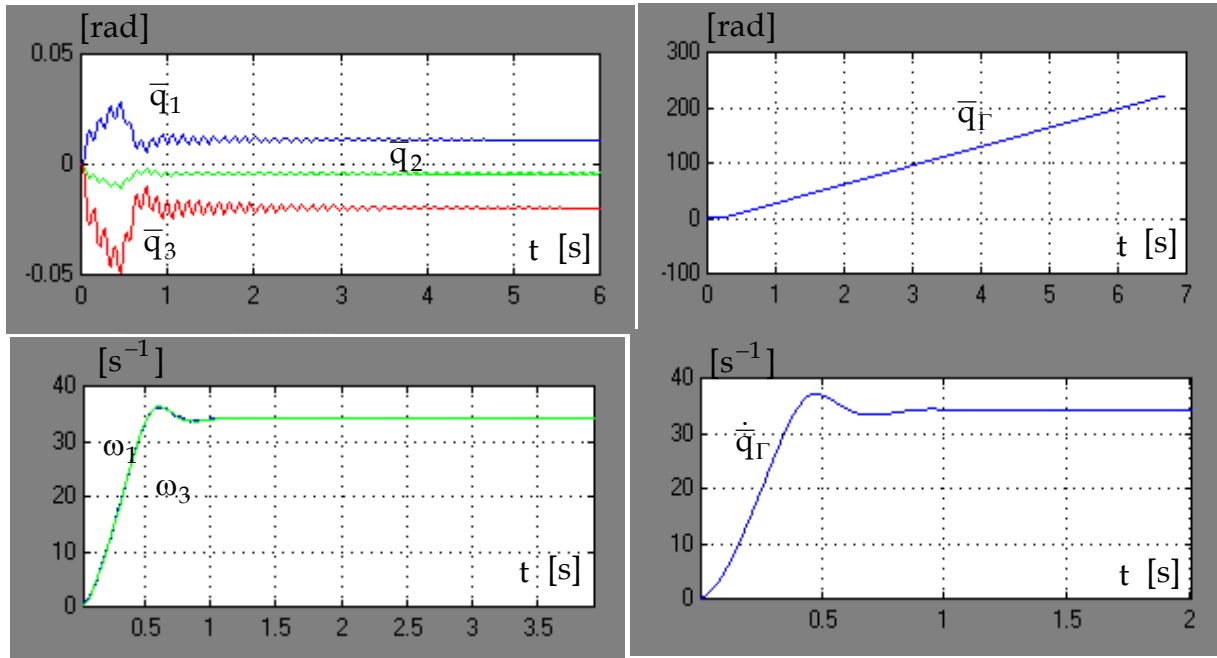 [rad]
0.05
q̅₁
0
q̅₂
q̅₃
t [s]
-0.05
0 1 2 3 4 5 6
[rad]
300
200
q̅_Γ
100
0
t [s]
-100
0 1 2 3 4 5 6 7
[s⁻¹]
40
30
ω₁
20
ω₃
10
t [s]
0
0.5 1 1.5 2 2.5 3 3.5
[s⁻¹]
40
30
q̅̇_Γ
20
10
t [s]
0
0.5 1 1.5 2